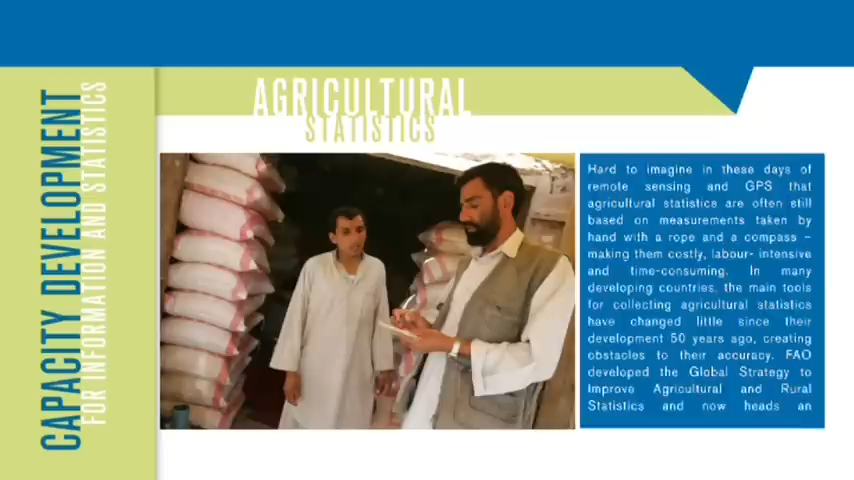 CAPACITY DEVELOPMENT
FOR INFORMATION AND STATISTICS
AGRICULTURAL
STATISTICS
Hard to imagine in these days of
remote sensing and GPS that
agricultural statistics are often still
based on measurements taken by
hand with a rope and a compass –
making them costly, labour- intensive
and time-consuming. In many
developing countries, the main tools
for collecting agricultural statistics
have changed little since their
development 50 years ago, creating
obstacles to their accuracy. FAO
developed the Global Strategy to
Improve Agricultural and Rural
Statistics and now heads an